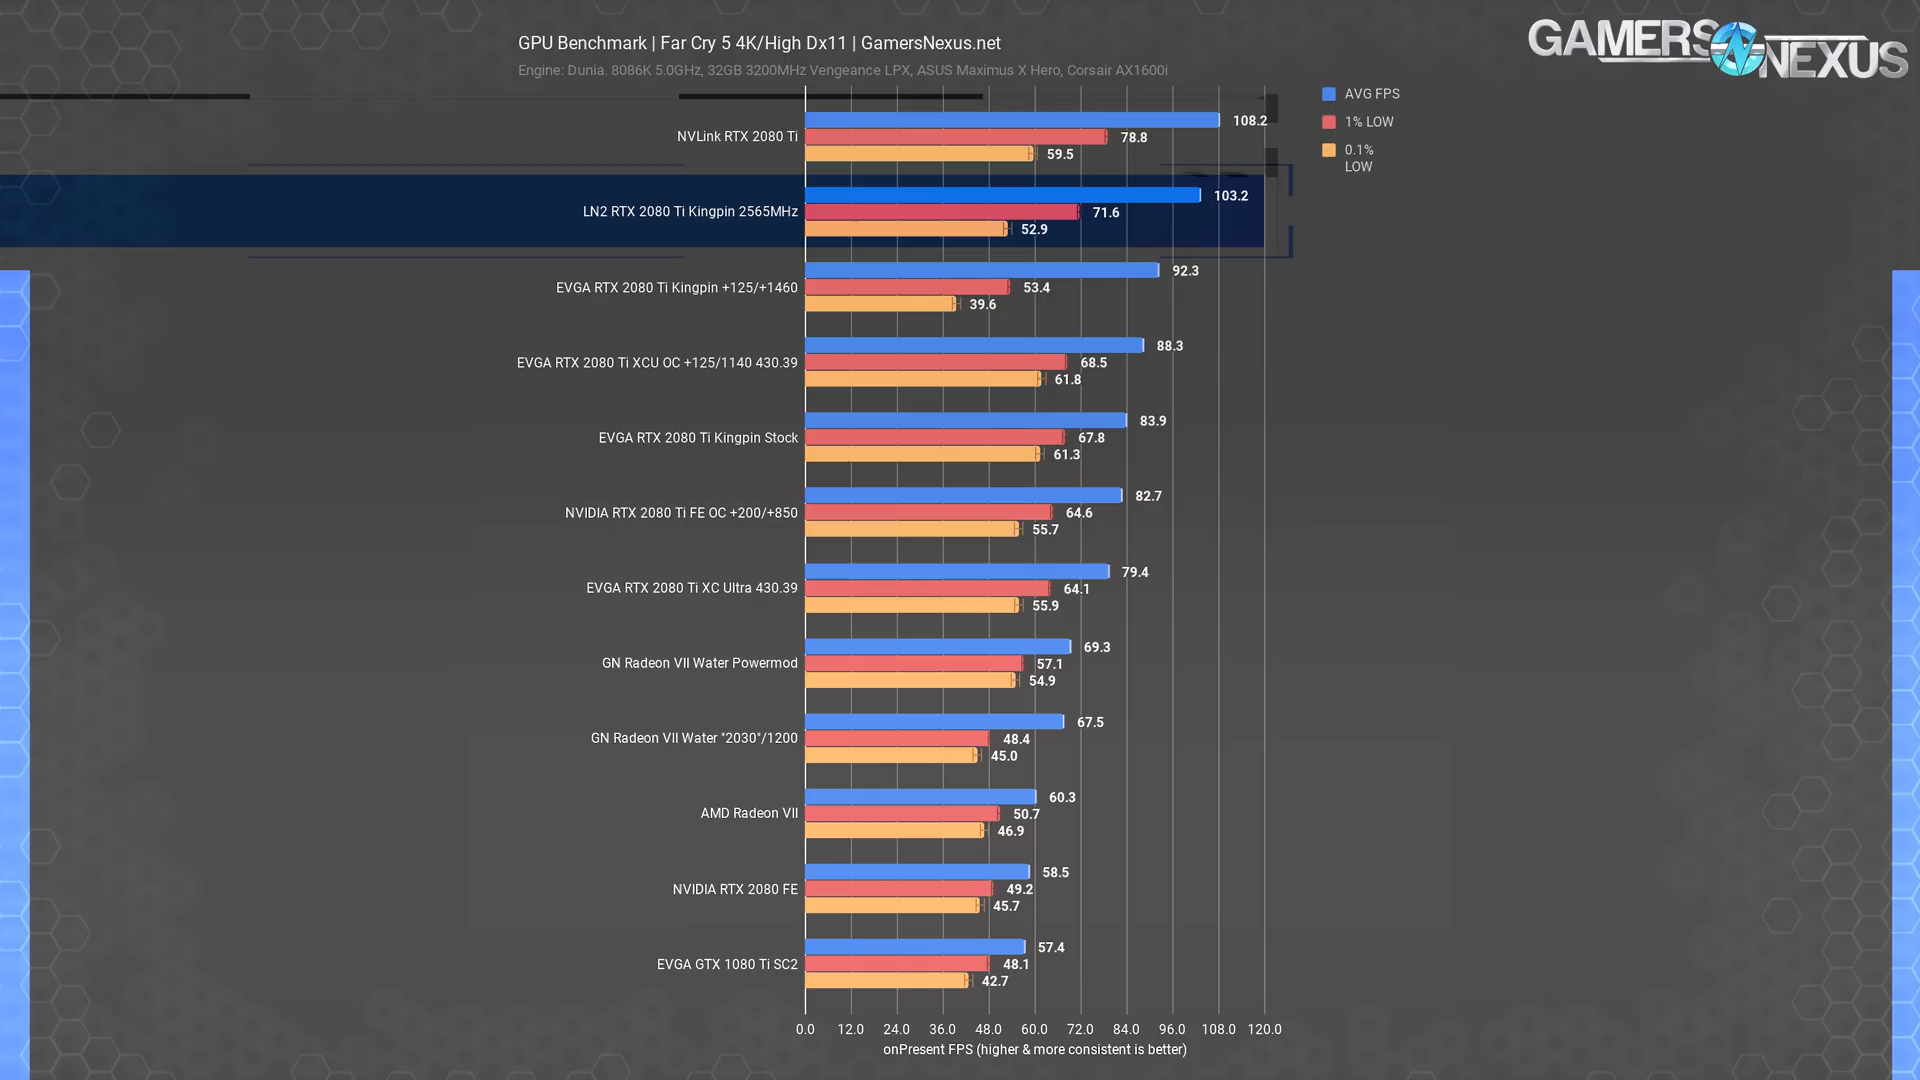 GAMERS NEXUS
GPU Benchmark | Far Cry 5 4K/High Dx11 | GamersNexus.net
Engine: Dunia. 8086K 5.0GHz, 32GB 3200MHz Vengeance LPX, ASUS Maximus X Hero, Corsair AX1600i
AVG FPS
1% LOW
0.1%
LOW
NVLink RTX 2080 Ti
108.2
78.8
59.5
LN2 RTX 2080 Ti Kingpin 2565MHz
103.2
71.6
52.9
EVGA RTX 2080 Ti Kingpin +125/+1460
92.3
53.4
39.6
EVGA RTX 2080 Ti XCU OC +125/1140 430.39
88.3
68.5
61.8
EVGA RTX 2080 Ti Kingpin Stock
83.9
67.8
61.3
NVIDIA RTX 2080 Ti FE OC +200/+850
82.7
64.6
55.7
EVGA RTX 2080 Ti XC Ultra 430.39
79.4
64.1
55.9
GN Radeon VII Water Powermod
69.3
57.1
54.9
GN Radeon VII Water "2030"/1200
67.5
48.4
45.0
AMD Radeon VII
60.3
50.7
46.9
NVIDIA RTX 2080 FE
58.5
49.2
45.7
EVGA GTX 1080 Ti SC2
57.4
48.1
42.7
0.0 12.0 24.0 36.0 48.0 60.0 72.0 84.0 96.0 108.0 120.0
onPresent FPS (higher & more consistent is better)